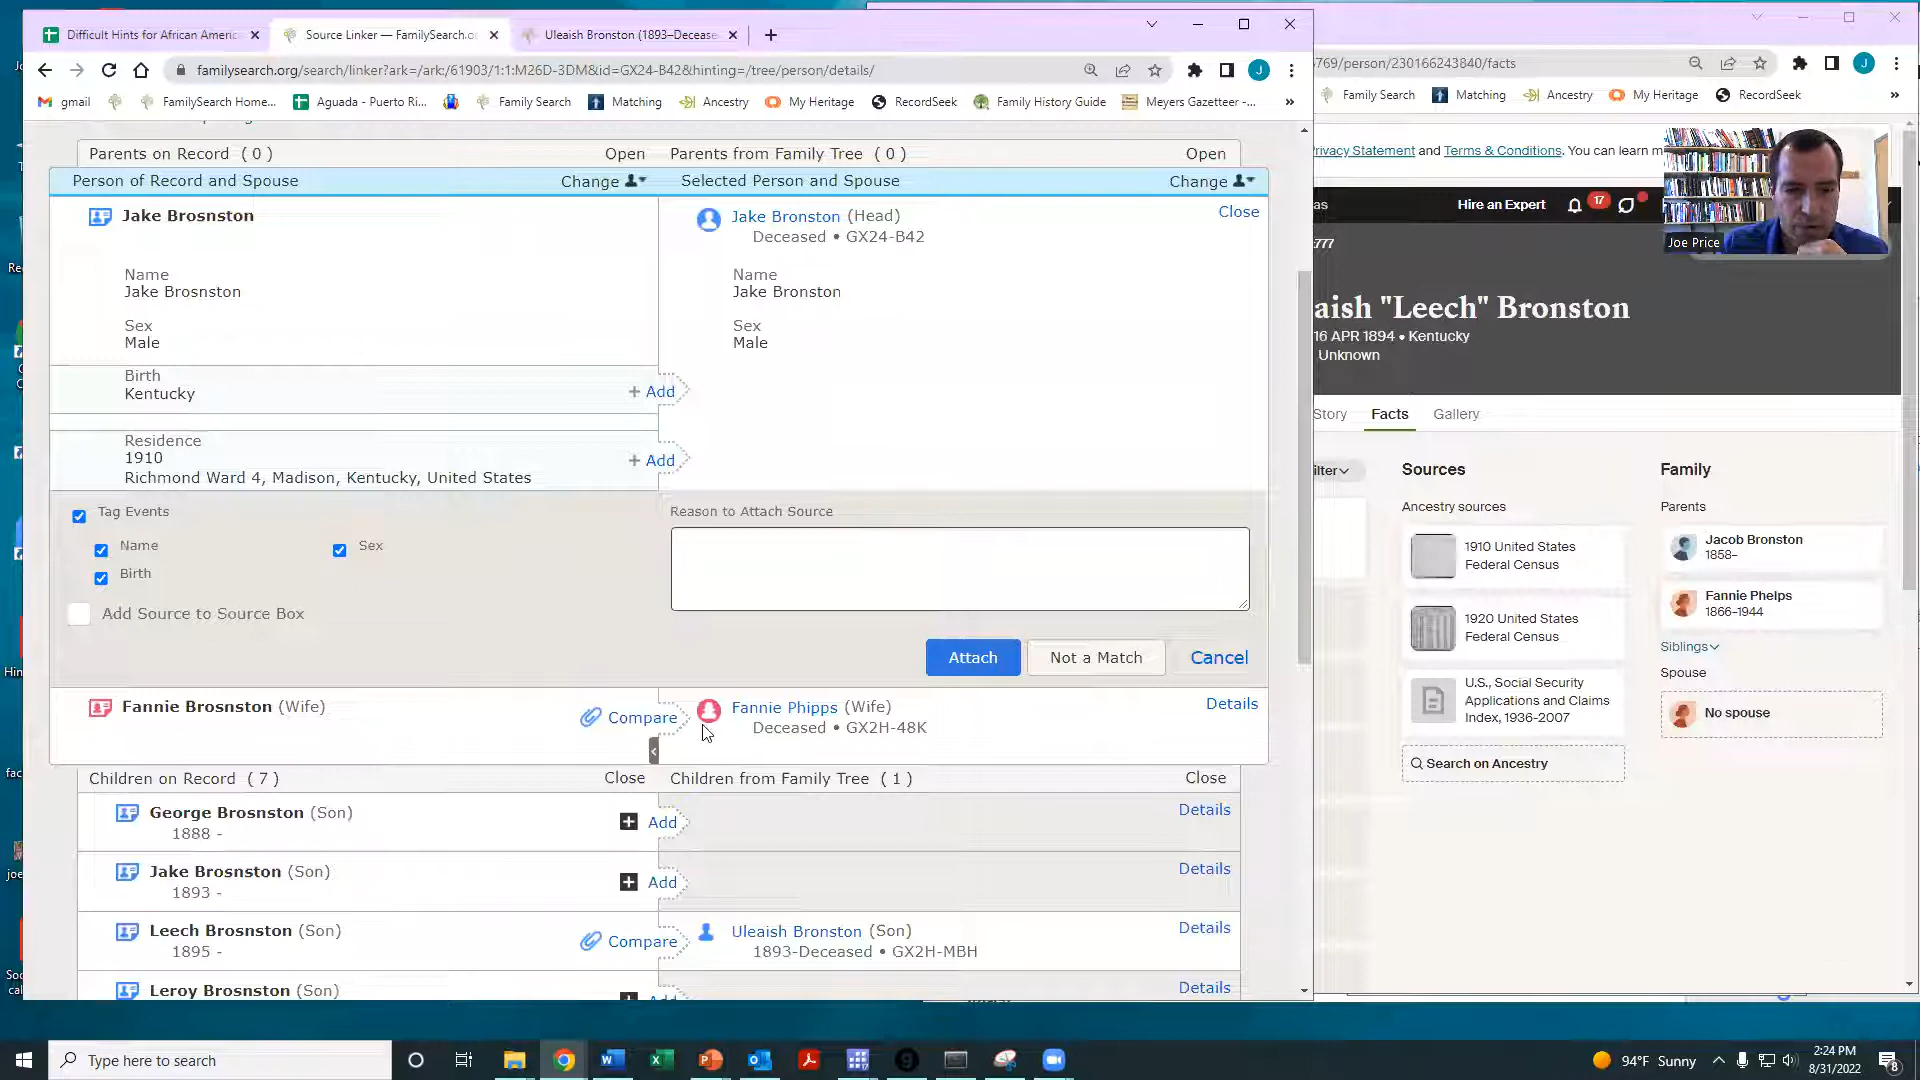 Difficult Hints for African Americ
Source Linker — FamilySearch.o
Uleaish Bronston (1893–Decease
familysearch.org/search/linker?ark=/ark:/61903/1:1:M26D-3DM&id=GX24-B42&hinting=/tree/person/details/
J
769/person/230166243840/facts
J
gmail
FamilySearch Home...
Aguada - Puerto Ri...
Family Search
Matching
Ancestry
My Heritage
RecordSeek
Family History Guide
Meyers Gazetteer -...
»
Family Search
Matching
Ancestry
My Heritage
RecordSeek
»
Parents on Record ( 0 )
Open
Parents from Family Tree ( 0 )
Open
Person of Record and Spouse
Change
Selected Person and Spouse
Change
Jake Brosnston
Jake Bronston (Head)
Close
Deceased • GX24-B42
Name
Jake Brosnston
Name
Jake Bronston
Sex
Male
Sex
Male
Birth
Kentucky
+ Add
Residence
1910
Richmond Ward 4, Madison, Kentucky, United States
+ Add
Tag Events
Name
Sex
Birth
Add Source to Source Box
Reason to Attach Source
Attach
Not a Match
Cancel
Fannie Brosnston (Wife)
Compare
Fannie Phipps (Wife)
Details
Deceased • GX2H-48K
Children on Record ( 7 )
Close
Children from Family Tree ( 1 )
Close
George Brosnston (Son)
1888 -
Add
Details
Jake Brosnston (Son)
1893 -
Add
Details
Leech Brosnston (Son)
1895 -
Compare
Uleaish Bronston (Son)
1893-Deceased • GX2H-MBH
Details
Leroy Brosnston (Son)
Details
Privacy Statement and Terms & Conditions. You can learn m
Hire an Expert
17
Joe Price
777
aish "Leech" Bronston
16 APR 1894 • Kentucky
Unknown
Story
Facts
Gallery
Sources
Family
Ancestry sources
Parents
1910 United States
Federal Census
Jacob Bronston
1858–
1920 United States
Federal Census
Fannie Phelps
1866–1944
Siblings
Spouse
U.S., Social Security
Applications and Claims
Index, 1936-2007
No spouse
Search on Ancestry
Type here to search
94°F Sunny
2:24 PM
8/31/2022
8